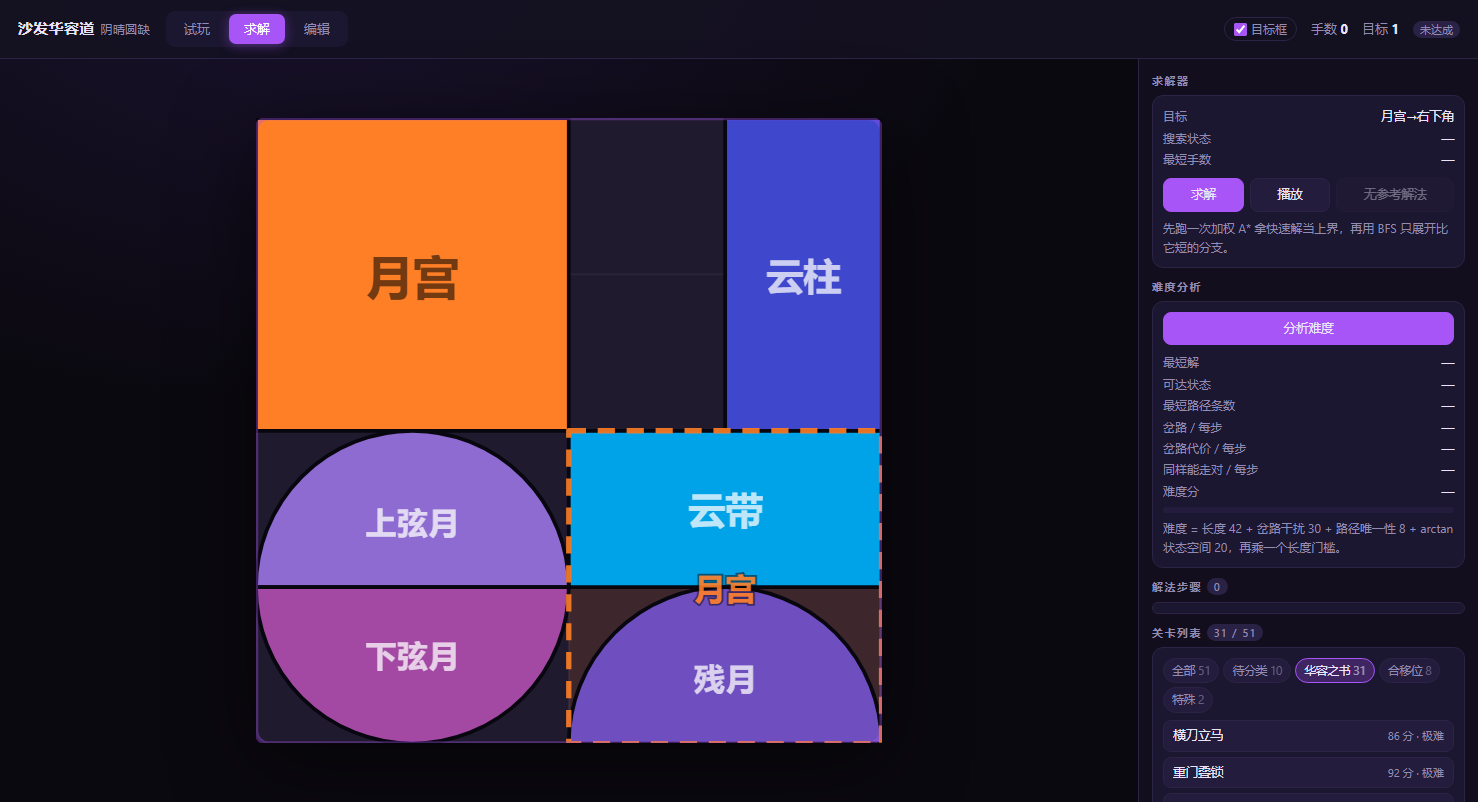 沙发华容道 阴晴圆缺 试玩 求解 编辑 目标框 手数 0 目标 1 未达成
月宫
云柱
上弦月
云带
月宫
下弦月
残月
求解器
目标 月宫→右下角
搜索状态 —
最短手数 —
求解 播放 无参考解法
先跑一次加权 A* 拿快速解当上界，再用 BFS 只展开比
它短的分支。
难度分析
分析难度
最短解 —
可达状态 —
最短路径条数 —
岔路 / 每步 —
岔路代价 / 每步 —
同样能走对 / 每步 —
难度分 —
难度 = 长度 42 + 岔路干扰 30 + 路径唯一性 8 + arctan
状态空间 20，再乘一个长度门槛。
解法步骤 0
关卡列表 31 / 51
全部 51 待分类 10 华容之书 31 合移位 8
特殊 2
横刀立马 86 分 · 极难
重门叠锁 92 分 · 极难